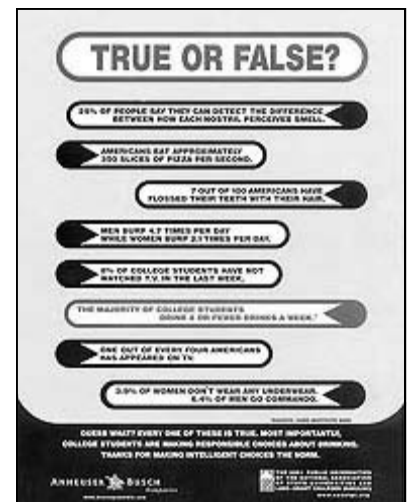 TRUE OR FALSE?
25% OF PEOPLE SAY THEY CAN DETECT THE DIFFERENCE
BETWEEN HOW EACH NOSTRIL PERCEIVES SMELL.
AMERICANS EAT APPROXIMATELY
350 SLICES OF PIZZA PER SECOND.
7 OUT OF 100 AMERICANS HAVE
FLOSSED THEIR TEETH WITH THEIR HAIR.
MEN BURP 4.7 TIMES PER DAY
WHILE WOMEN BURP 2.1 TIMES PER DAY.
6% OF COLLEGE STUDENTS HAVE NOT
WATCHED T.V. IN THE LAST WEEK.
THE MAJORITY OF COLLEGE STUDENTS
DRINK 4 OR FEWER DRINKS A WEEK.*
ONE OUT OF EVERY FOUR AMERICANS
HAS APPEARED ON TV.
3.9% OF WOMEN DON'T WEAR ANY UNDERWEAR.
6.4% OF MEN GO COMMANDO.
GUESS WHAT? EVERY ONE OF THESE IS TRUE. MOST IMPORTANTLY,
COLLEGE STUDENTS ARE MAKING RESPONSIBLE CHOICES ABOUT DRINKING.
THANKS FOR MAKING INTELLIGENT CHOICES THE NORM.
ANHEUSER BUSCH
Companies